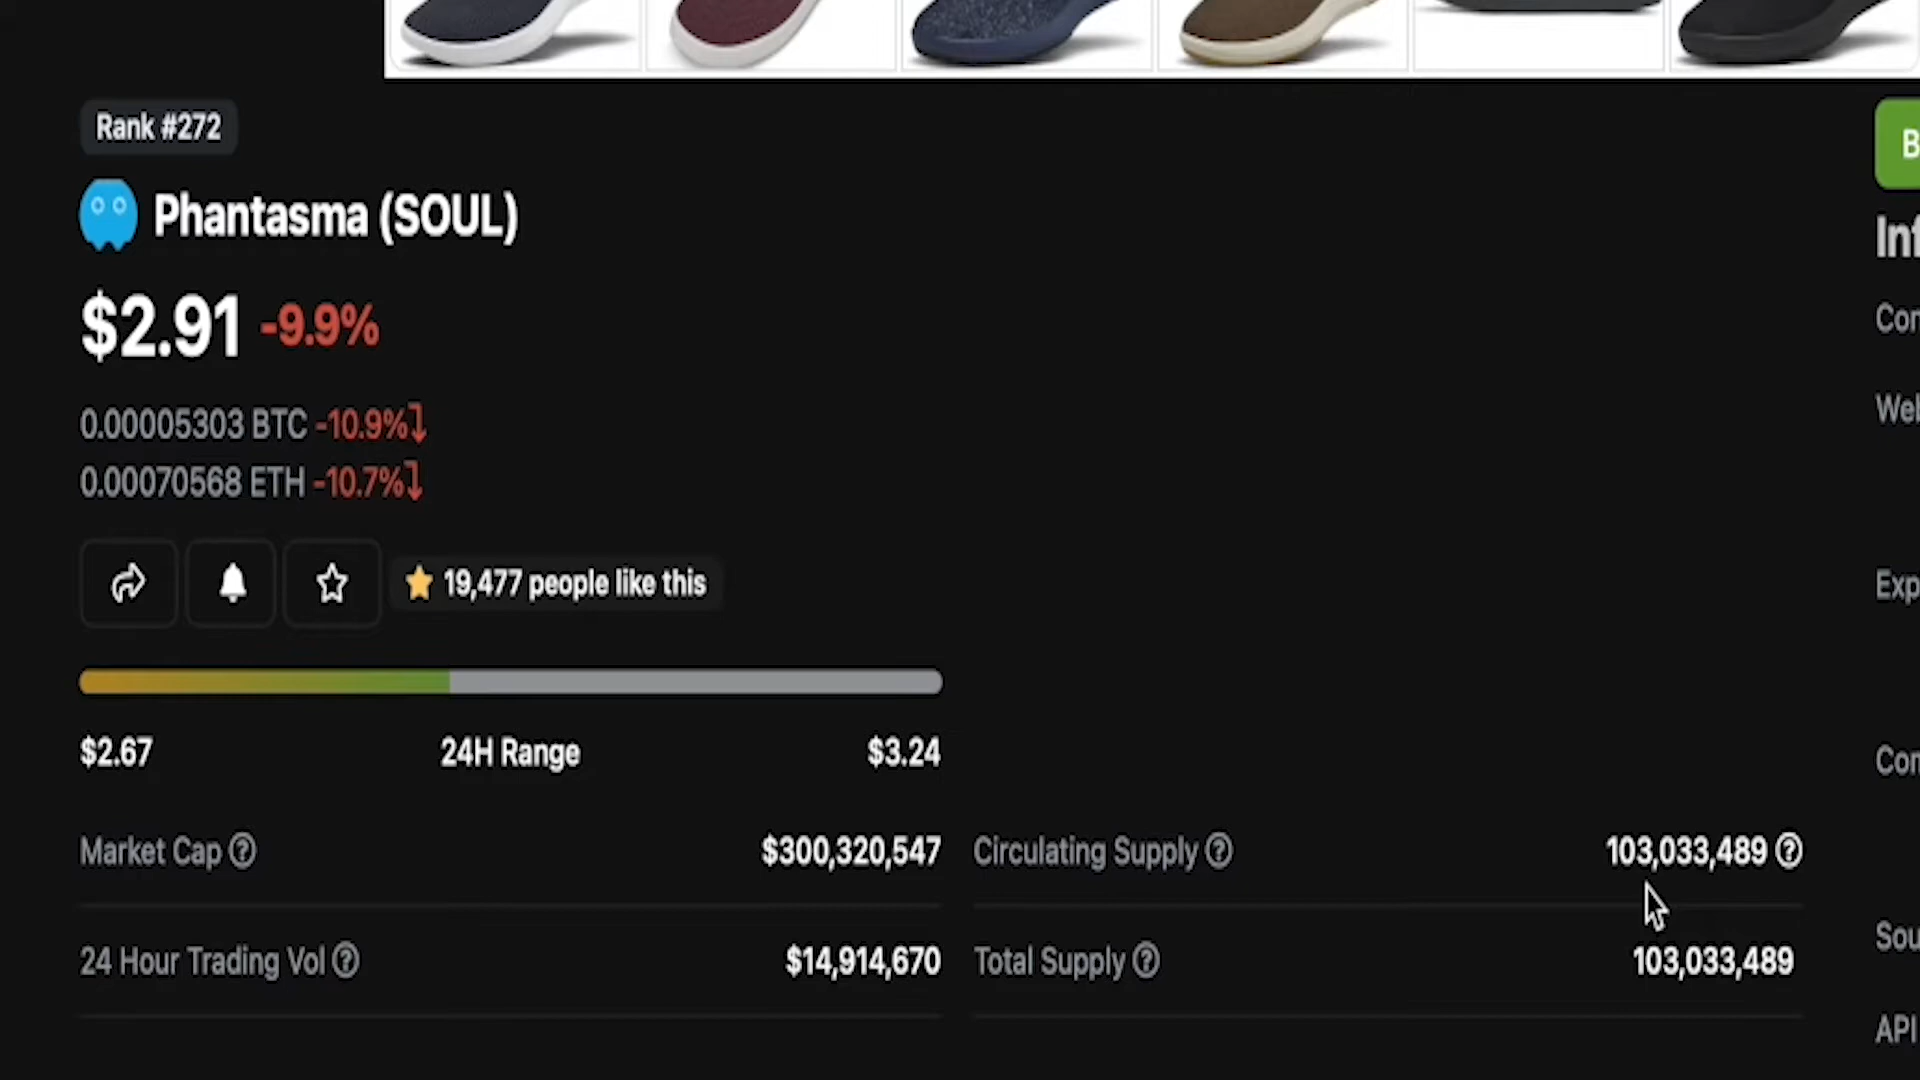 Rank #272
Phantasma (SOUL)
$2.91 -9.9%
0.00005303 BTC -10.9%
0.00070568 ETH -10.7%
19,477 people like this
$2.67 24H Range $3.24
Market Cap $300,320,547
Circulating Supply 103,033,489
24 Hour Trading Vol $14,914,670
Total Supply 103,033,489
API